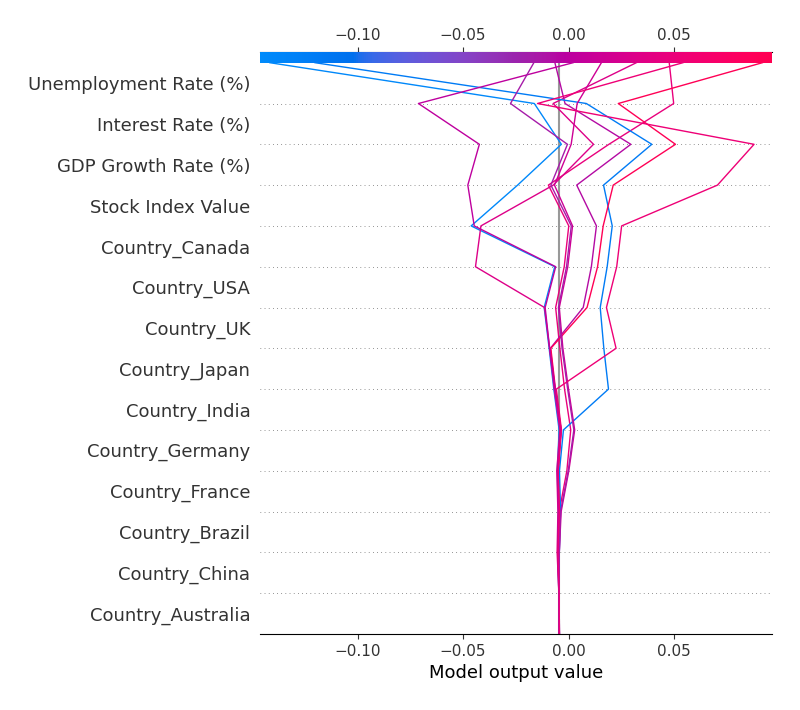 −0.10 −0.05 0.00 0.05
Unemployment Rate (%)
Interest Rate (%)
GDP Growth Rate (%)
Stock Index Value
Country_Canada
Country_USA
Country_UK
Country_Japan
Country_India
Country_Germany
Country_France
Country_Brazil
Country_China
Country_Australia
−0.10 −0.05 0.00 0.05
Model output value